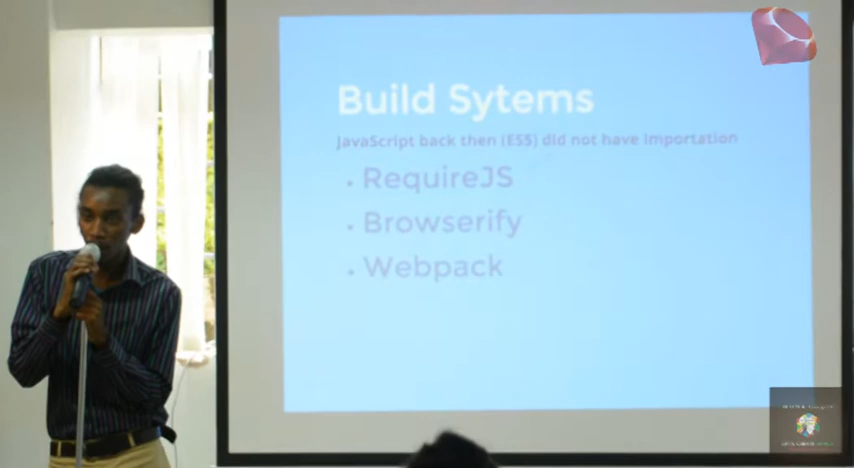 Build Sytems
JavaScript back then (ES5) did not have importation
• RequireJS
• Browserify
• Webpack